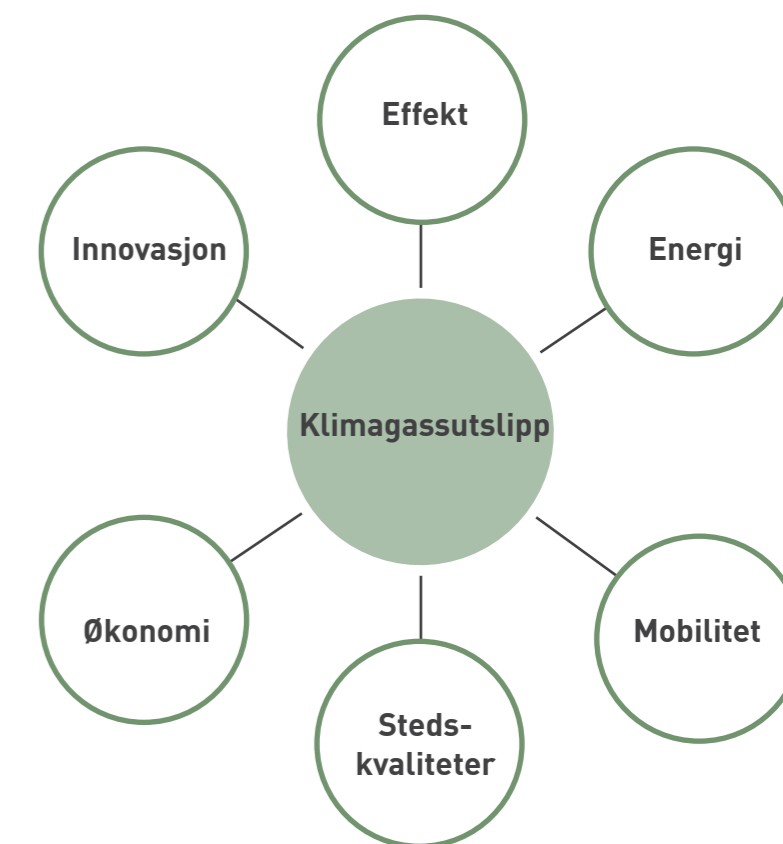 Effekt
Innovasjon
Energi
Klimagassutslipp
Økonomi
Mobilitet
Steds-
kvaliteter